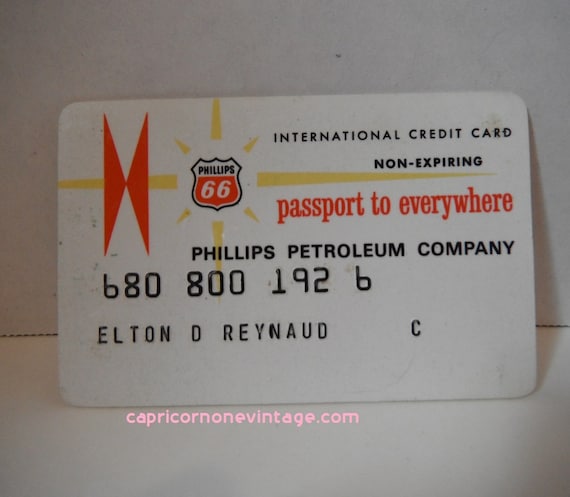 INTERNATIONAL CREDIT CARD
NON-EXPIRING
PHILLIPS
66
passport to everywhere
PHILLIPS PETROLEUM COMPANY
680 800 192 6
ELTON D REYNAUD C
capricornonevintage.com